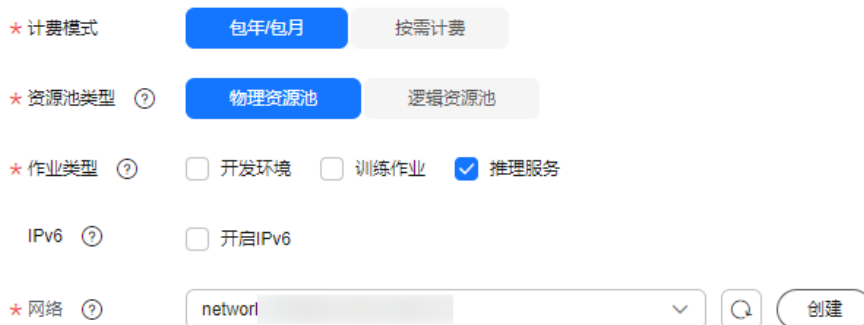 * 计费模式 包年/包月 按需计费
* 资源池类型 ? 物理资源池 逻辑资源池
* 作业类型 ? 开发环境 训练作业 推理服务
IPv6 ? 开启IPv6
* 网络 ? 创建